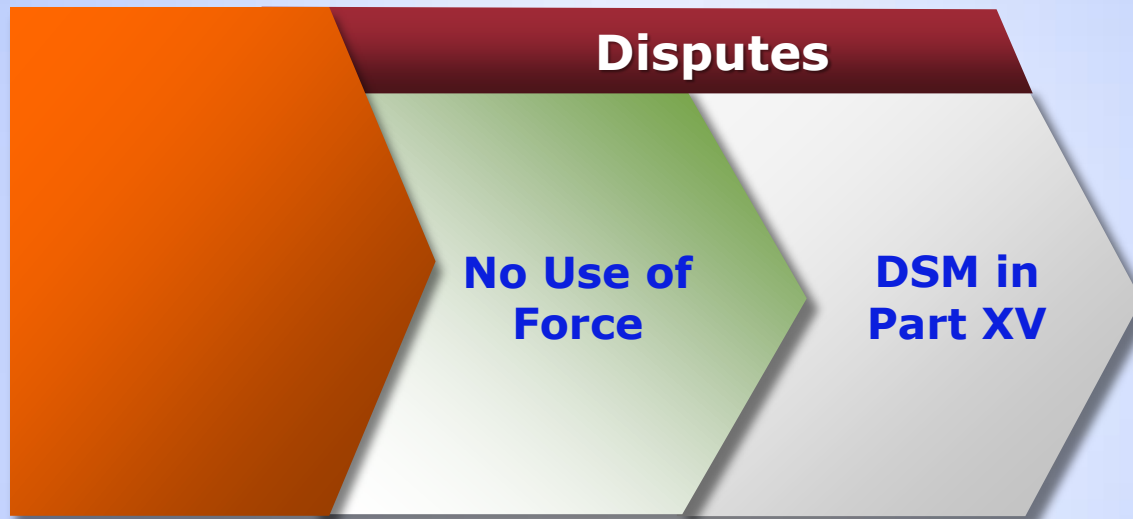 Disputes
No Use of
Force
DSM in
Part XV